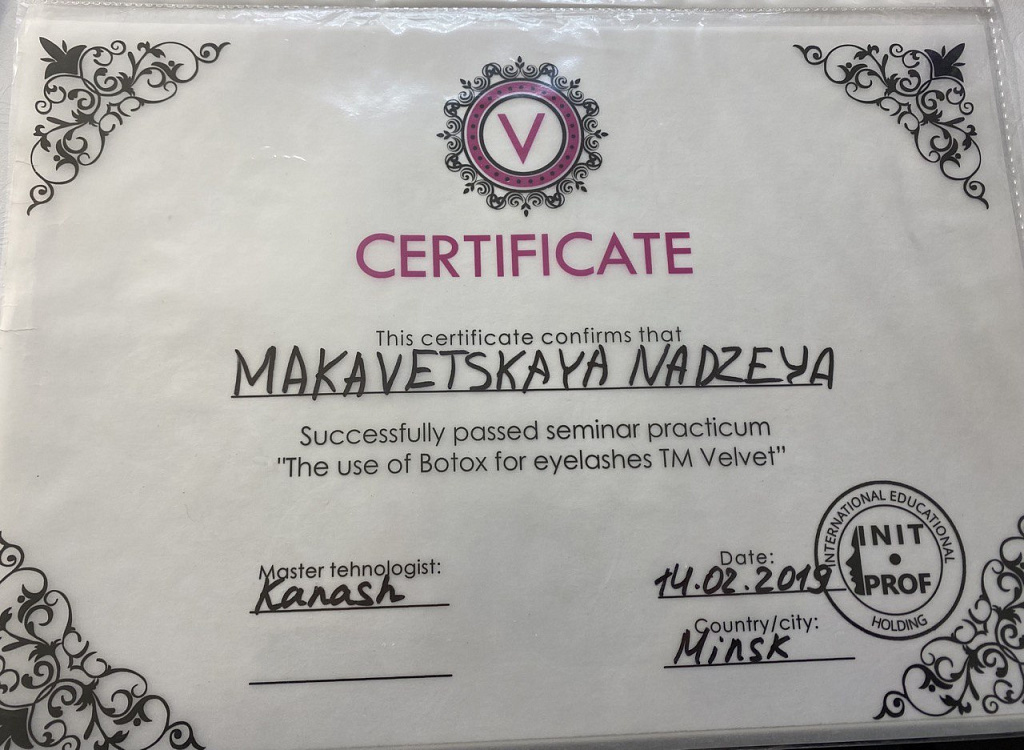 V
CERTIFICATE
This certificate confirms that
MAKAVETSKAYA NADZEYA
Successfully passed seminar practicum
"The use of Botox for eyelashes TM Velvet"
Master tehnologist:
Kanash
Date:
14.02.2019
Country/city:
Minsk
INTERNATIONAL EDUCATIONAL
INIT
PROF
HOLDING